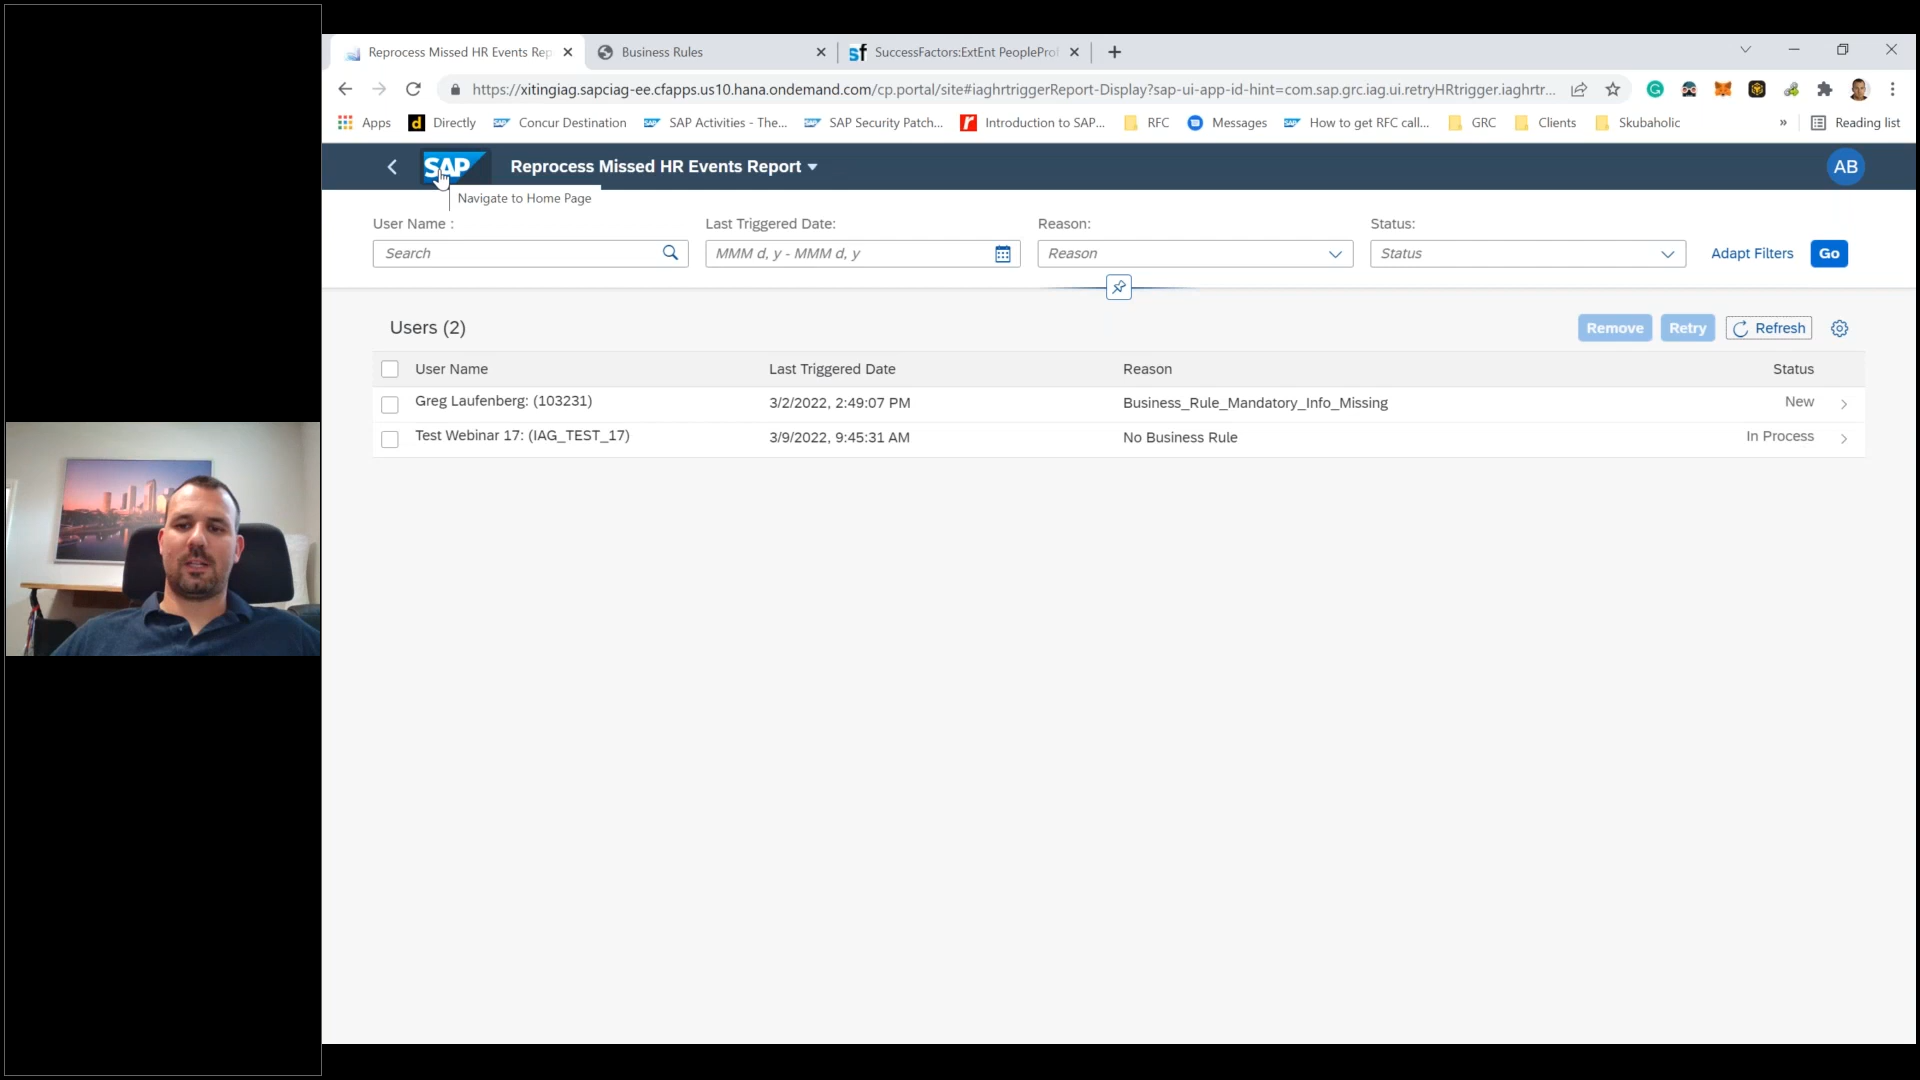 Reprocess Missed HR Events Rep
Business Rules
sf SuccessFactors:ExtEnt PeopleProf
https://xitingiag.sapciag-ee.cfapps.us10.hana.ondemand.com/cp.portal/site#iaghrtriggerReport-Display?sap-ui-app-id-hint=com.sap.grc.iag.ui.retryHRtrigger.iaghrtr...
Apps
Directly
Concur Destination
SAP Activities - The...
SAP Security Patch...
Introduction to SAP...
RFC
Messages
How to get RFC call...
GRC
Clients
Skubaholic
»
Reading list
SAP
Reprocess Missed HR Events Report
AB
Navigate to Home Page
User Name :
Last Triggered Date:
Reason:
Status:
Search
MMM d, y - MMM d, y
Reason
Status
Adapt Filters
Go
Users (2)
Remove
Retry
Refresh
User Name Last Triggered Date Reason Status
Greg Laufenberg: (103231) 3/2/2022, 2:49:07 PM Business_Rule_Mandatory_Info_Missing New
Test Webinar 17: (IAG_TEST_17) 3/9/2022, 9:45:31 AM No Business Rule In Process